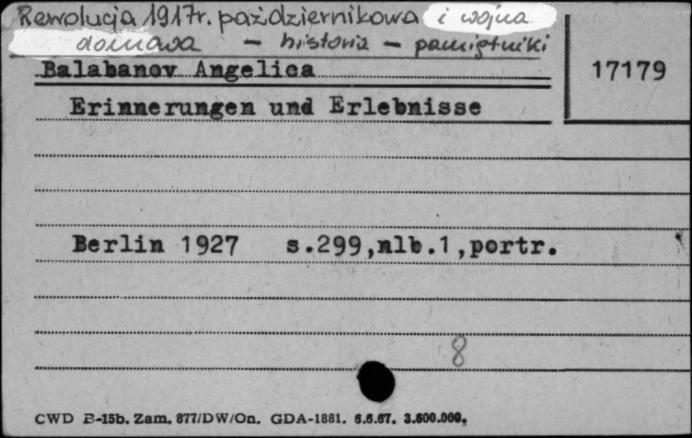 Rewolucja 1917r. październikowa i wojna
domowa – historia – pamiętniki
Balabanov Angelica
17179
Erinnerungen und Erlebnisse
Berlin 1927 s.299,nlb.1,portr.
8
CWD B-15b. Zam. 877/DW/On. GDA-1881. 6.6.67. 3.600.000.